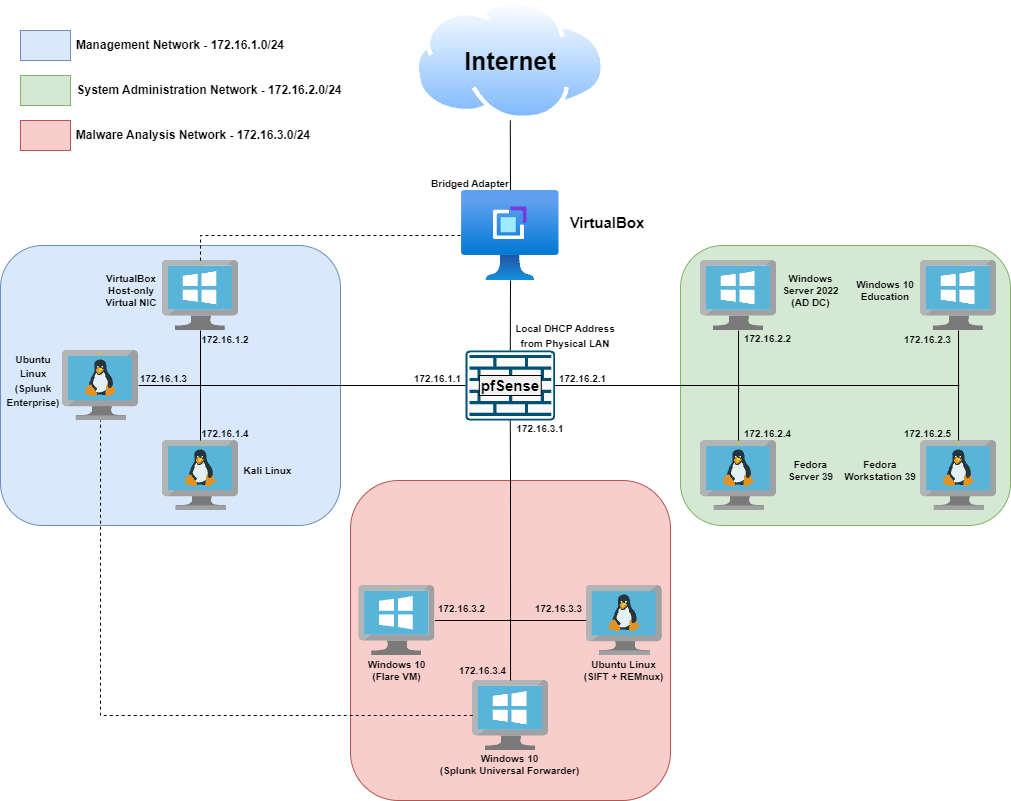 Management Network - 172.16.1.0/24
System Administration Network - 172.16.2.0/24
Malware Analysis Network - 172.16.3.0/24
Internet
Bridged Adapter
VirtualBox
VirtualBox
Host-only
Virtual NIC
172.16.1.2
Ubuntu
Linux
(Splunk
Enterprise)
172.16.1.3
172.16.1.4
Kali Linux
Local DHCP Address
from Physical LAN
172.16.1.1
pfSense
172.16.2.1
172.16.3.1
Windows
Server 2022
(AD DC)
172.16.2.2
Windows 10
Education
172.16.2.3
172.16.2.4
Fedora
Server 39
172.16.2.5
Fedora
Workstation 39
172.16.3.2
Windows 10
(Flare VM)
172.16.3.3
Ubuntu Linux
(SIFT + REMnux)
172.16.3.4
Windows 10
(Splunk Universal Forwarder)